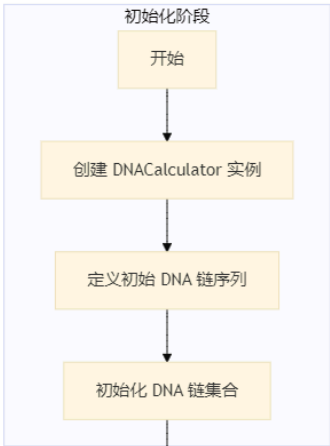 初始化阶段
开始
创建 DNACalculator 实例
定义初始 DNA 链序列
初始化 DNA 链集合